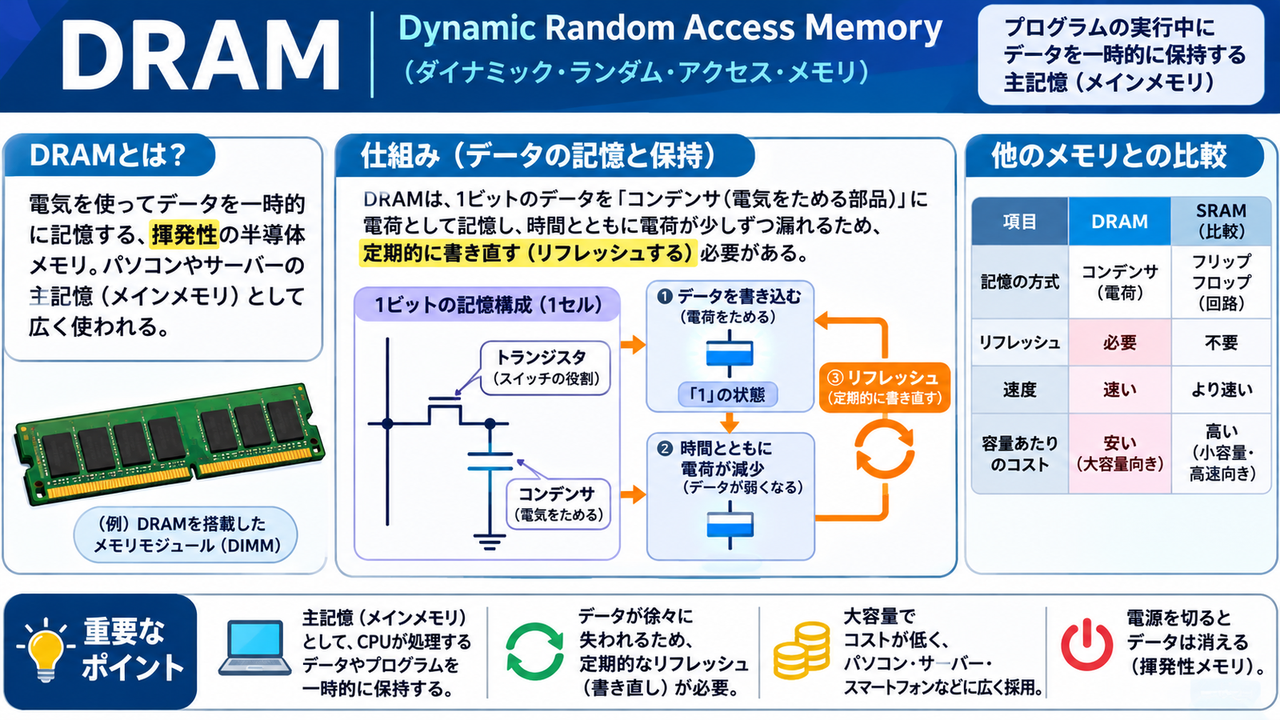 DRAM
Dynamic Random Access Memory
(ダイナミック・ランダム・アクセス・メモリ)
プログラムの実行中に
データを一時的に保持する
主記憶(メインメモリ)
DRAMとは?
電気を使ってデータを一時的
に記憶する、揮発性の半導体
メモリ。パソコンやサーバーの
主記憶(メインメモリ)として
広く使われる。
(例)DRAMを搭載した
メモリモジュール(DIMM)
仕組み(データの記憶と保持)
DRAMは、1ビットのデータを「コンデンサ(電気をためる部品)」に
電荷として記憶し、時間とともに電荷が少しずつ漏れるため、
定期的に書き直す(リフレッシュする)必要がある。
1ビットの記憶構成(1セル)
トランジスタ
(スイッチの役割)
コンデンサ
(電気をためる)
❶ データを書き込む
(電荷をためる)
「1」の状態
❷ 時間とともに
電荷が減少
(データが弱くなる)
③ リフレッシュ
(定期的に書き直す)
他のメモリとの比較
項目 DRAM SRAM
(比較)
記憶の方式 コンデンサ
(電荷) フリップ
フロップ
(回路)
リフレッシュ 必要 不要
速度 速い より速い
容量あたり
のコスト 安い
(大容量向き) 高い
(小容量・
高速向き)
重要な
ポイント
主記憶(メインメモリ)
として、CPUが処理する
データやプログラムを
一時的に保持する。
データが徐々に
失われるため、
定期的なリフレッシュ
(書き直し)が必要。
大容量で
コストが低く、
パソコン・サーバー・
スマートフォンなどに広く採用。
電源を切ると
データは消える
(揮発性メモリ)。